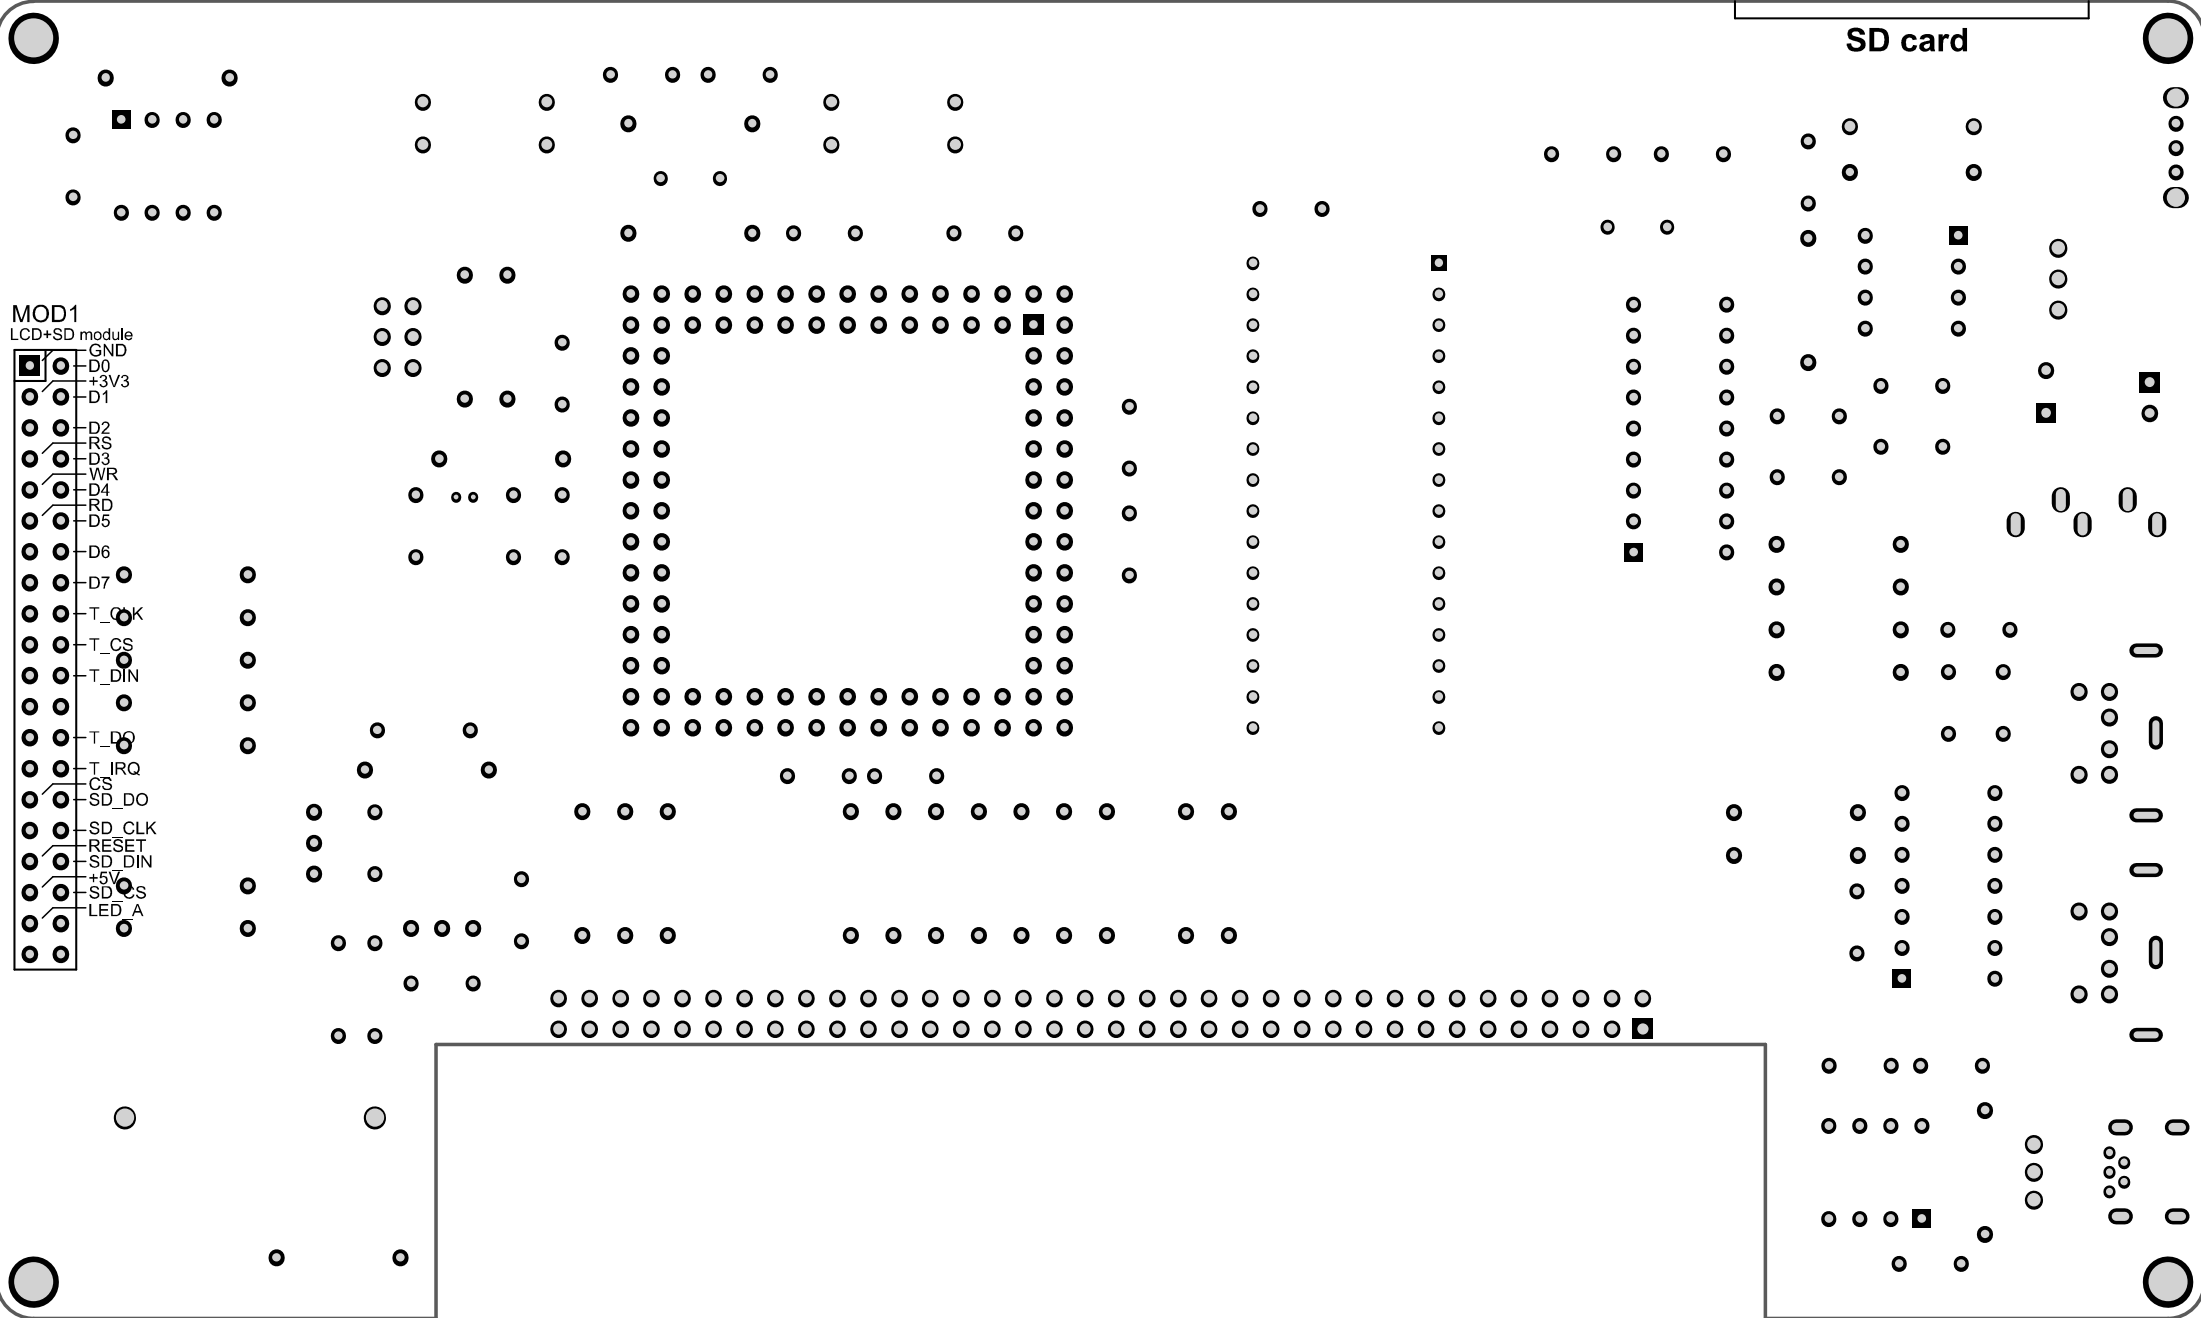 SD card
MOD1
LCD+SD module
GND
D0
+3V3
D1
D2
RS
D3
WR
D4
RD
D5
D6
D7
T_CLK
T_CS
T_DIN
T_DO
T_IRQ
CS
SD_DO
SD_CLK
RESET
SD_DIN
+5V
SD_CS
LED_A